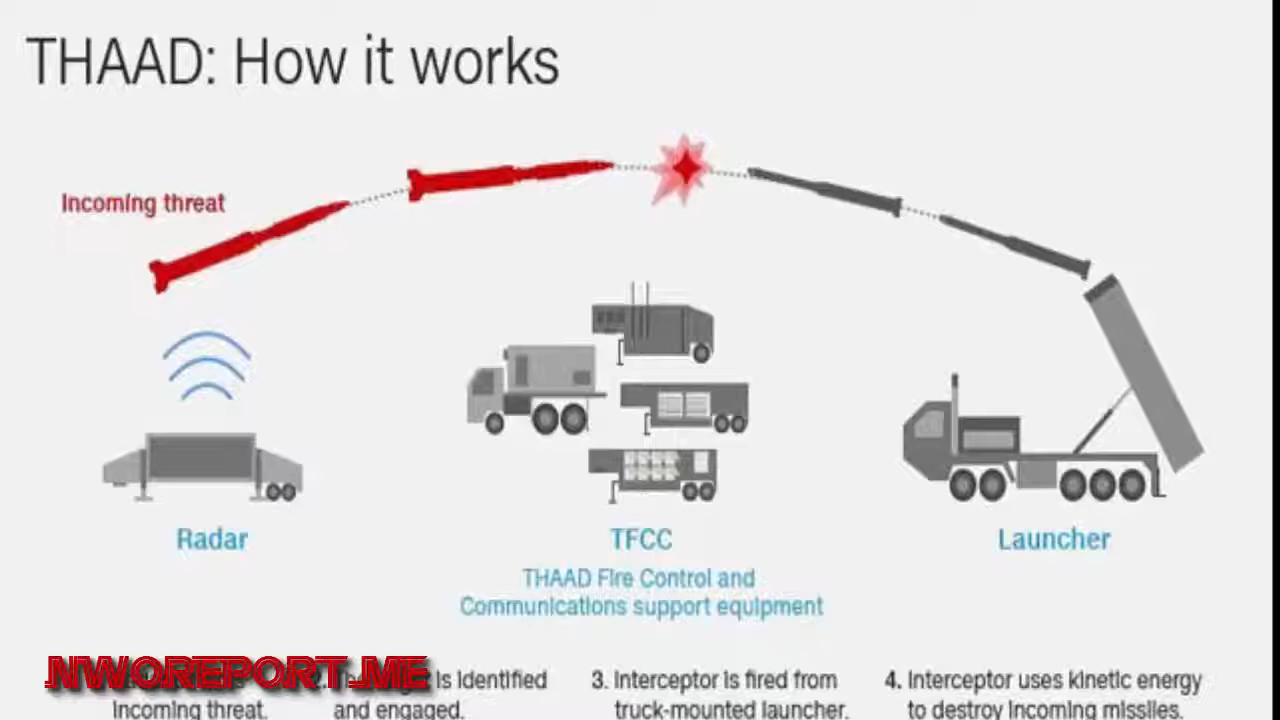 THAAD: How it works
Incoming threat
Radar
TFCC
Launcher
THAAD Fire Control and
Communications support equipment
NWOREPORT.ME
incoming threat.
is identified
and engaged.
3. Interceptor is fired from
truck-mounted launcher.
4. Interceptor uses kinetic energy
to destroy incoming missiles.